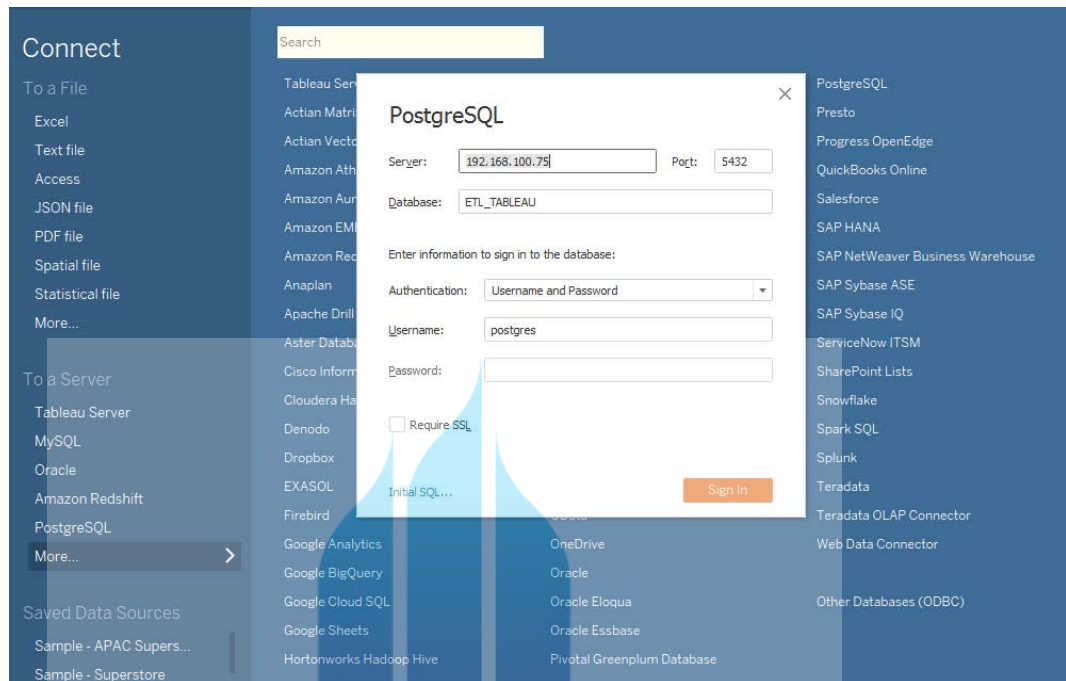 Connect
To a File
Excel
Text file
Access
JSON file
PDF file
Spatial file
Statistical file
More...
To a Server
Tableau Server
MySQL
Oracle
Amazon Redshift
PostgreSQL
More...
Saved Data Sources
Sample - APAC Supers...
Sample - Superstore
Search
Tableau Ser
Actian Matri
Actian Vecto
Amazon Ath
Amazon Aur
Amazon EM
Amazon Red
Anaplan
Apache Drill
Aster Databa
Cisco Inform
Cloudera Ha
Denodo
Dropbox
EXASOL
Firebird
Google Analytics
Google BigQuery
Google Cloud SQL
Google Sheets
Hortonworks Hadoop Hive
PostgreSQL
Server: 192.168.100.75 Port: 5432
Database: ETL_TABLEAU
Enter information to sign in to the database:
Authentication: Username and Password
Username: postgres
Password:
Require SSL
Initial SQL... Sign In
OneDrive
Oracle
Oracle Eloqua
Oracle Essbase
Pivotal Greenplum Database
PostgreSQL
Presto
Progress OpenEdge
QuickBooks Online
Salesforce
SAP HANA
SAP NetWeaver Business Warehouse
SAP Sybase ASE
SAP Sybase IQ
ServiceNow ITSM
SharePoint Lists
Snowflake
Spark SQL
Splunk
Teradata
Teradata OLAP Connector
Web Data Connector
Other Databases (ODBC)